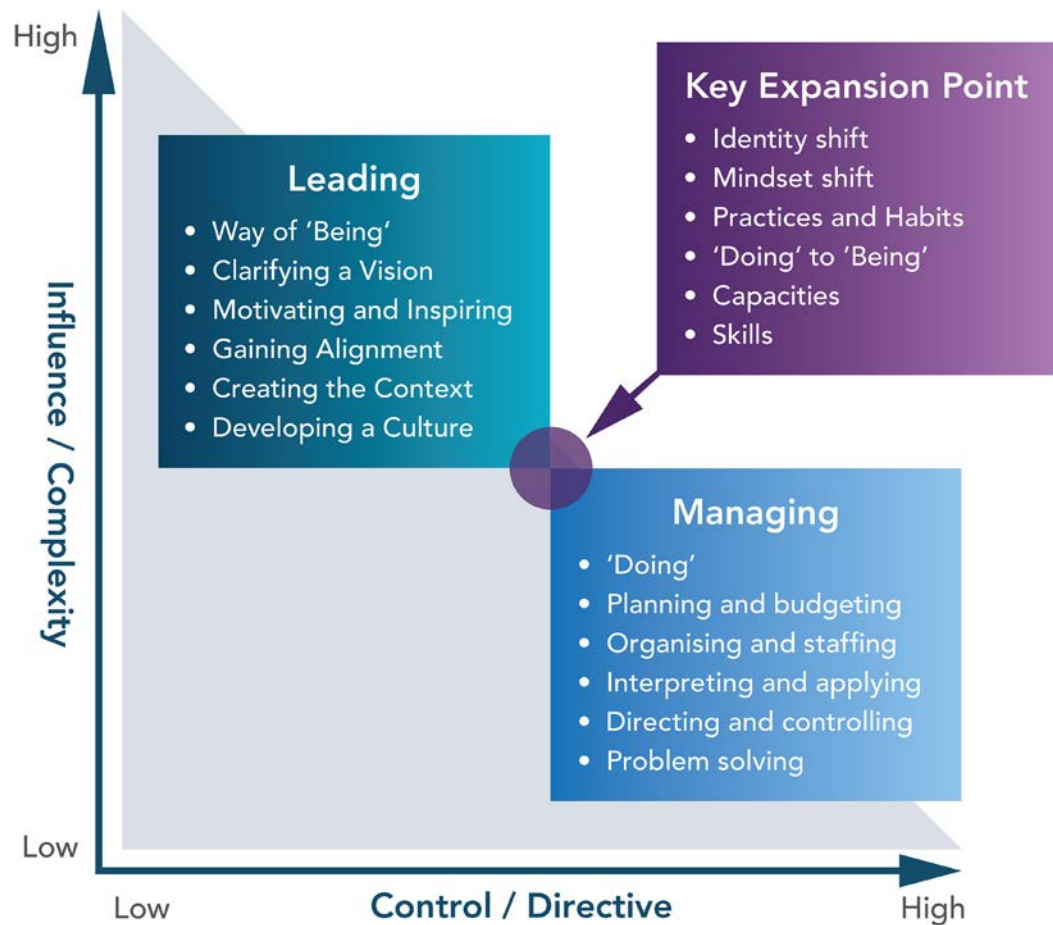 High
Key Expansion Point
• Identity shift
• Mindset shift
• Practices and Habits
• ‘Doing’ to ‘Being’
• Capacities
• Skills
Leading
• Way of ‘Being’
• Clarifying a Vision
• Motivating and Inspiring
• Gaining Alignment
• Creating the Context
• Developing a Culture
Influence / Complexity
Managing
• ‘Doing’
• Planning and budgeting
• Organising and staffing
• Interpreting and applying
• Directing and controlling
• Problem solving
Low
Low
Control / Directive
High